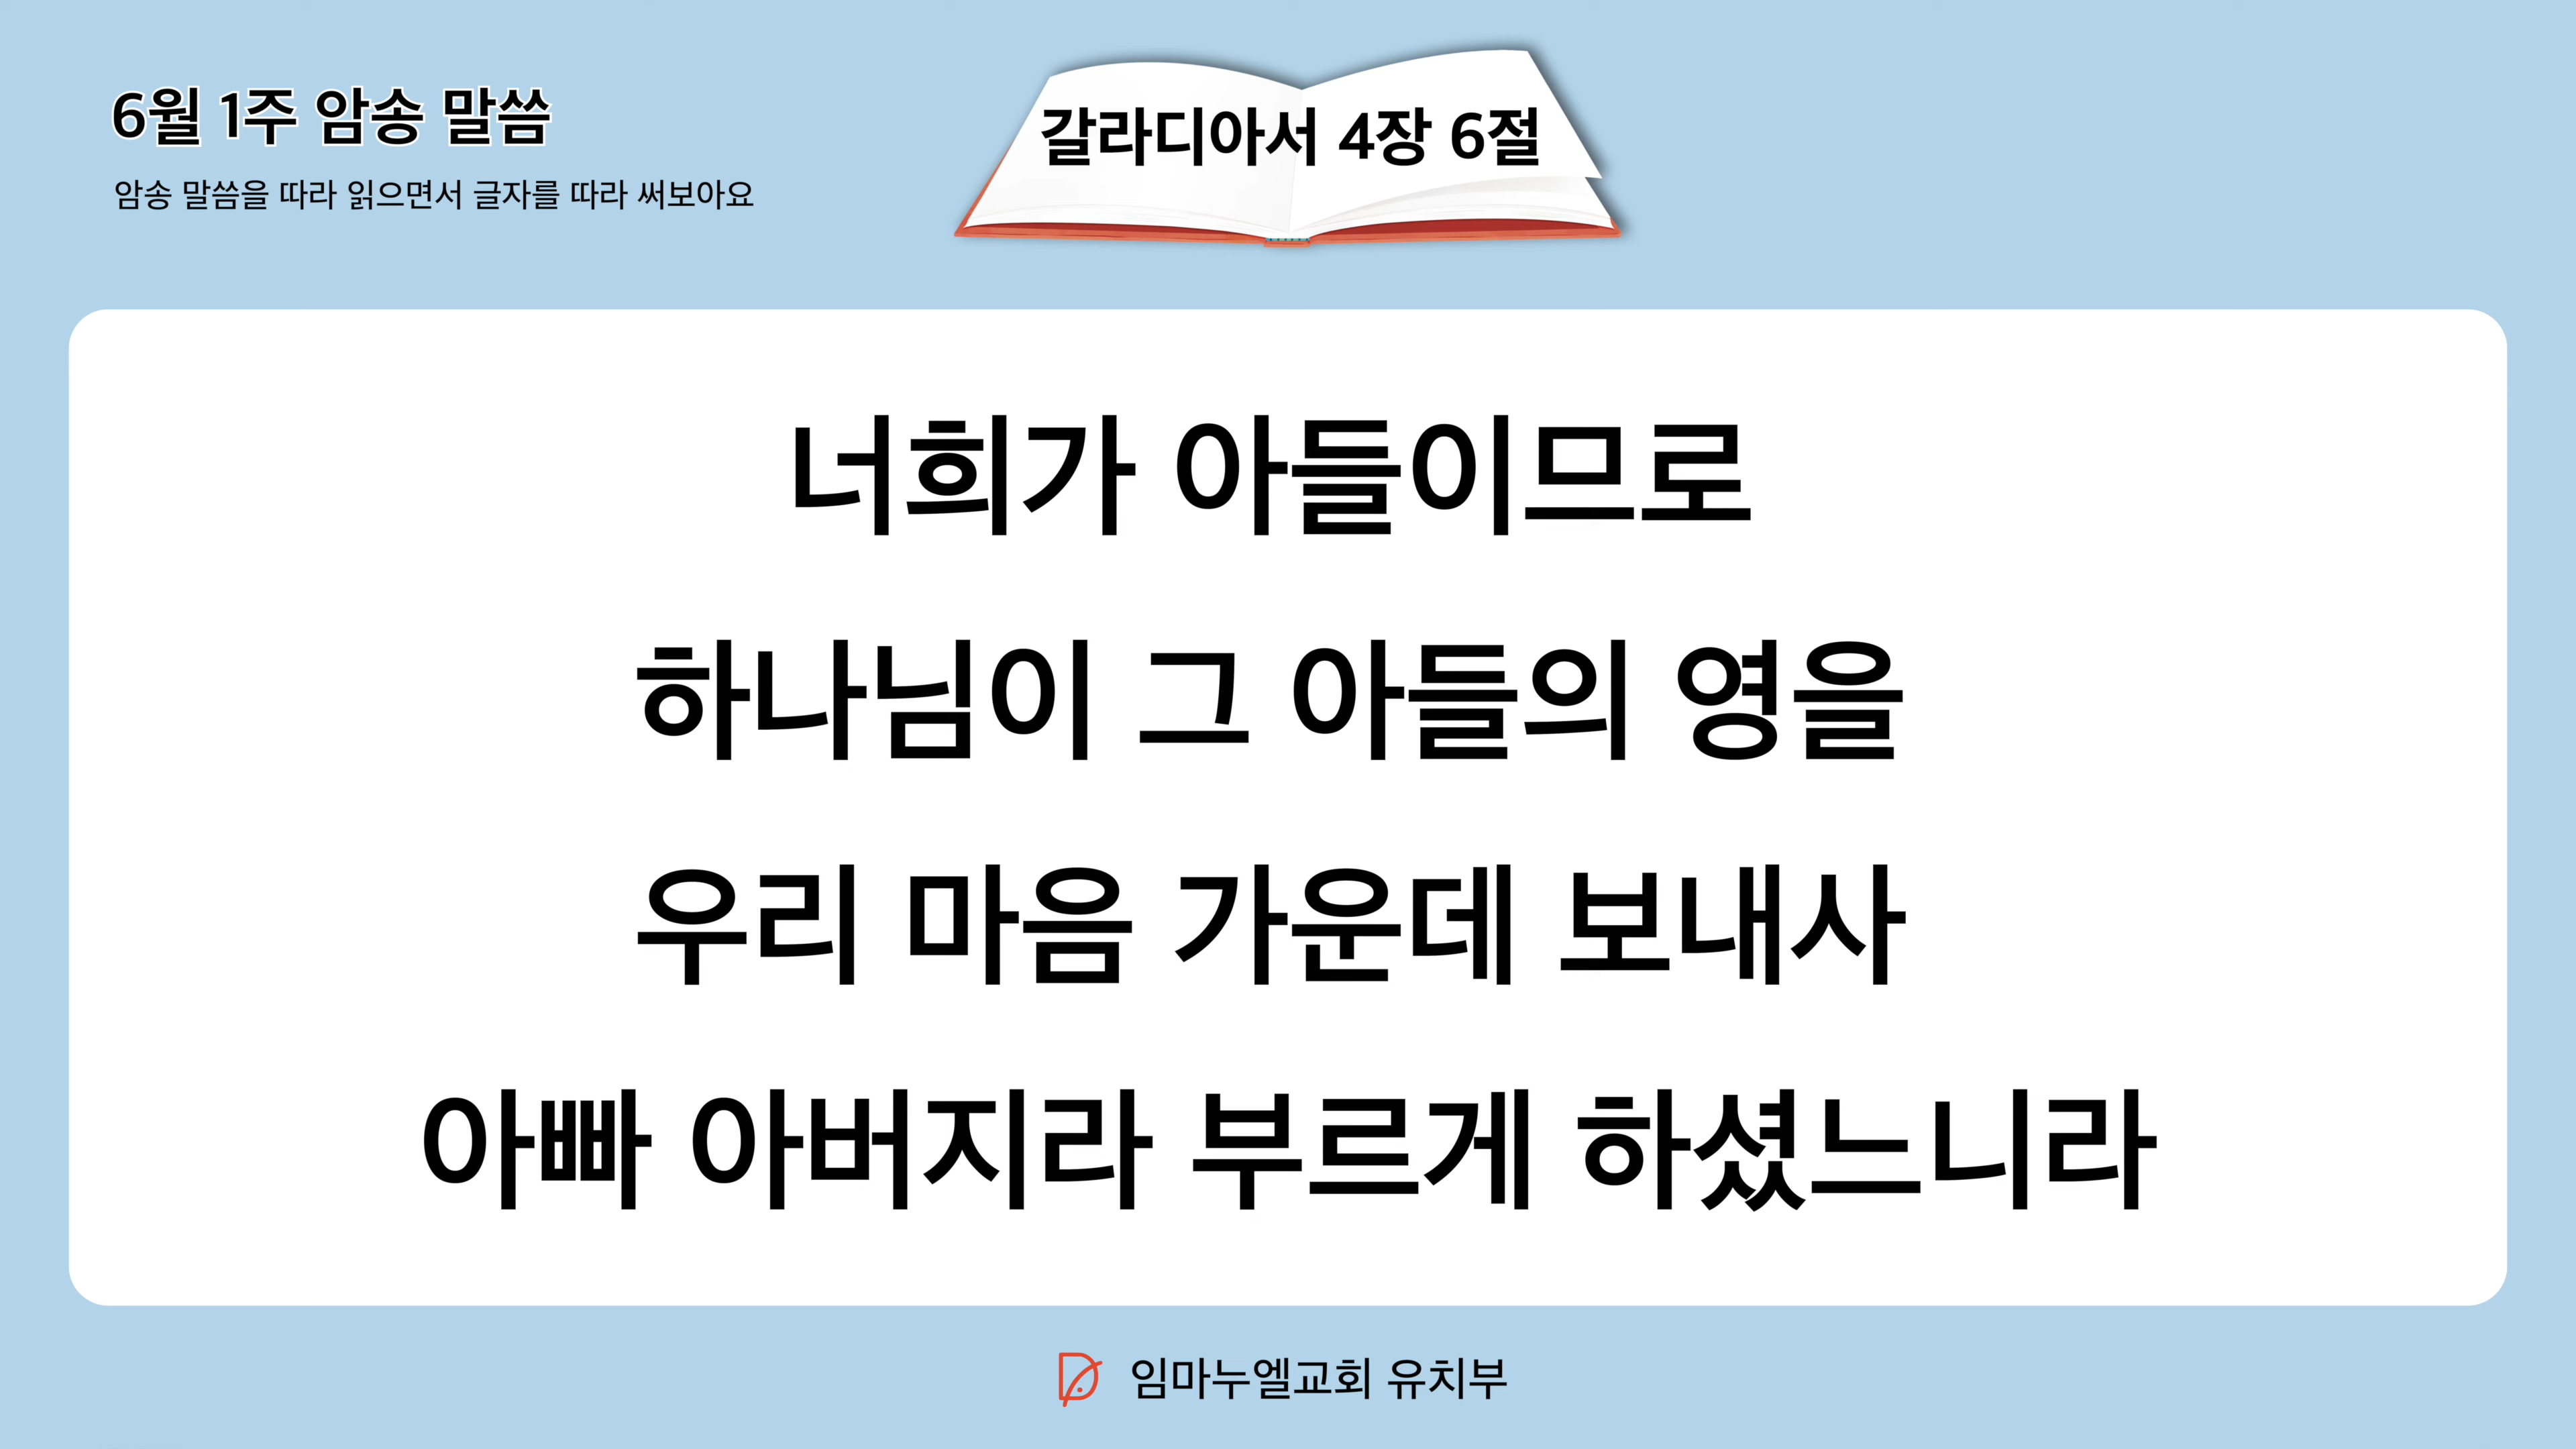 6월 1주 암송 말씀
암송 말씀을 따라 읽으면서 글자를 따라 써보아요
갈라디아서 4장 6절
너희가 아들이므로
하나님이 그 아들의 영을
우리 마음 가운데 보내사
아빠 아버지라 부르게 하셨느니라
임마누엘교회 유치부